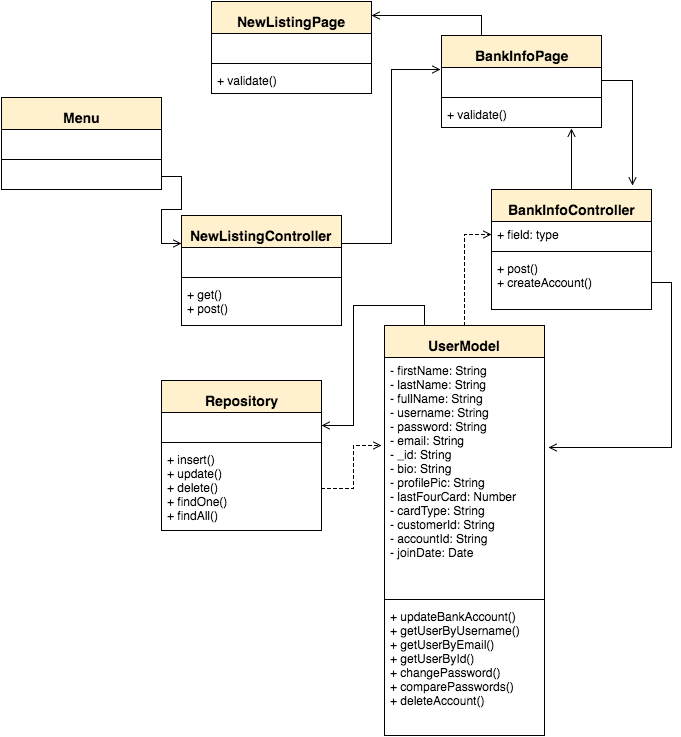 NewListingPage
+ validate()
BankInfoPage
+ validate()
Menu
NewListingController
+ get()
+ post()
BankInfoController
+ field: type
+ post()
+ createAccount()
UserModel
- firstName: String
- lastName: String
- fullName: String
- username: String
- password: String
- email: String
- _id: String
- bio: String
- profilePic: String
- lastFourCard: Number
- cardType: String
- customerId: String
- accountId: String
- joinDate: Date
+ updateBankAccount()
+ getUserByUsername()
+ getUserByEmail()
+ getUserById()
+ changePassword()
+ comparePasswords()
+ deleteAccount()
Repository
+ insert()
+ update()
+ delete()
+ findOne()
+ findAll()